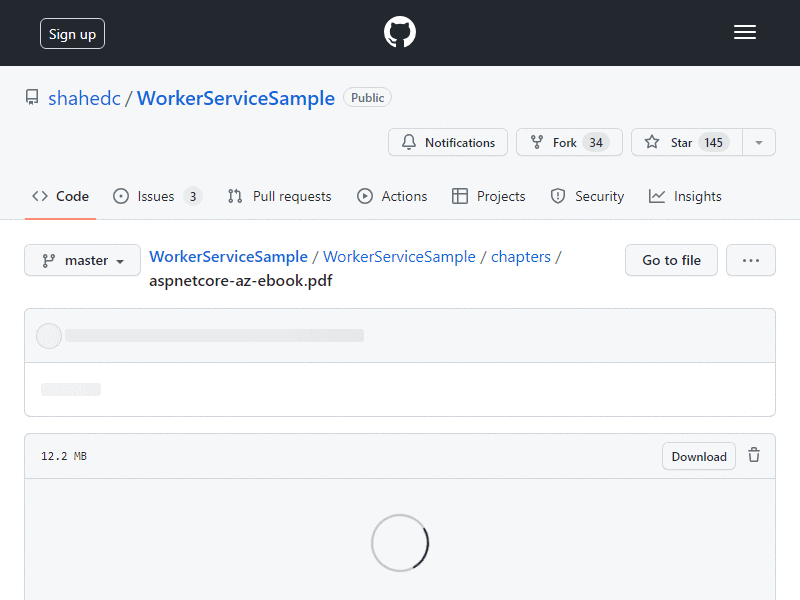 Sign up
shahedc / WorkerServiceSample Public
Notifications Fork 34 Star 145
Code Issues 3 Pull requests Actions Projects Security Insights
master WorkerServiceSample / WorkerServiceSample / chapters / Go to file ...
aspnetcore-az-ebook.pdf
12.2 MB Download